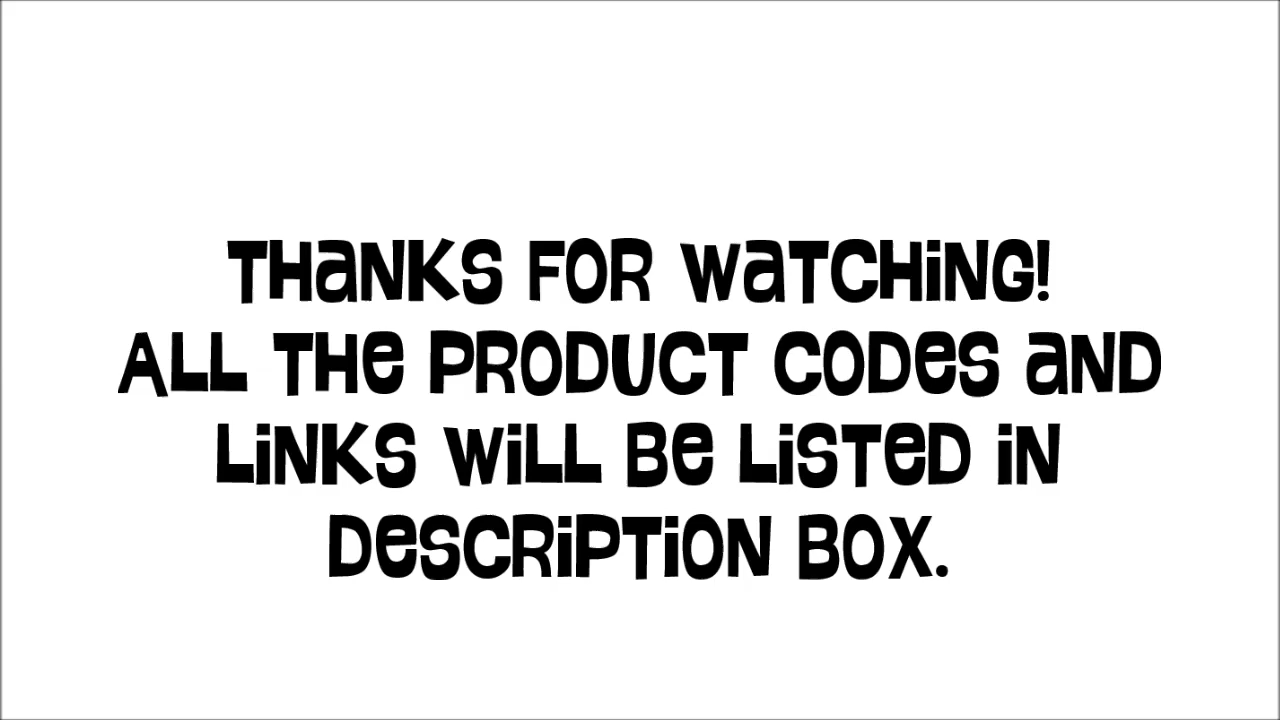 THANKS FOR WATCHING!
ALL THE PRODUCT CODES AND
LINKS WILL BE LISTED IN
DESCRIPTION BOX.